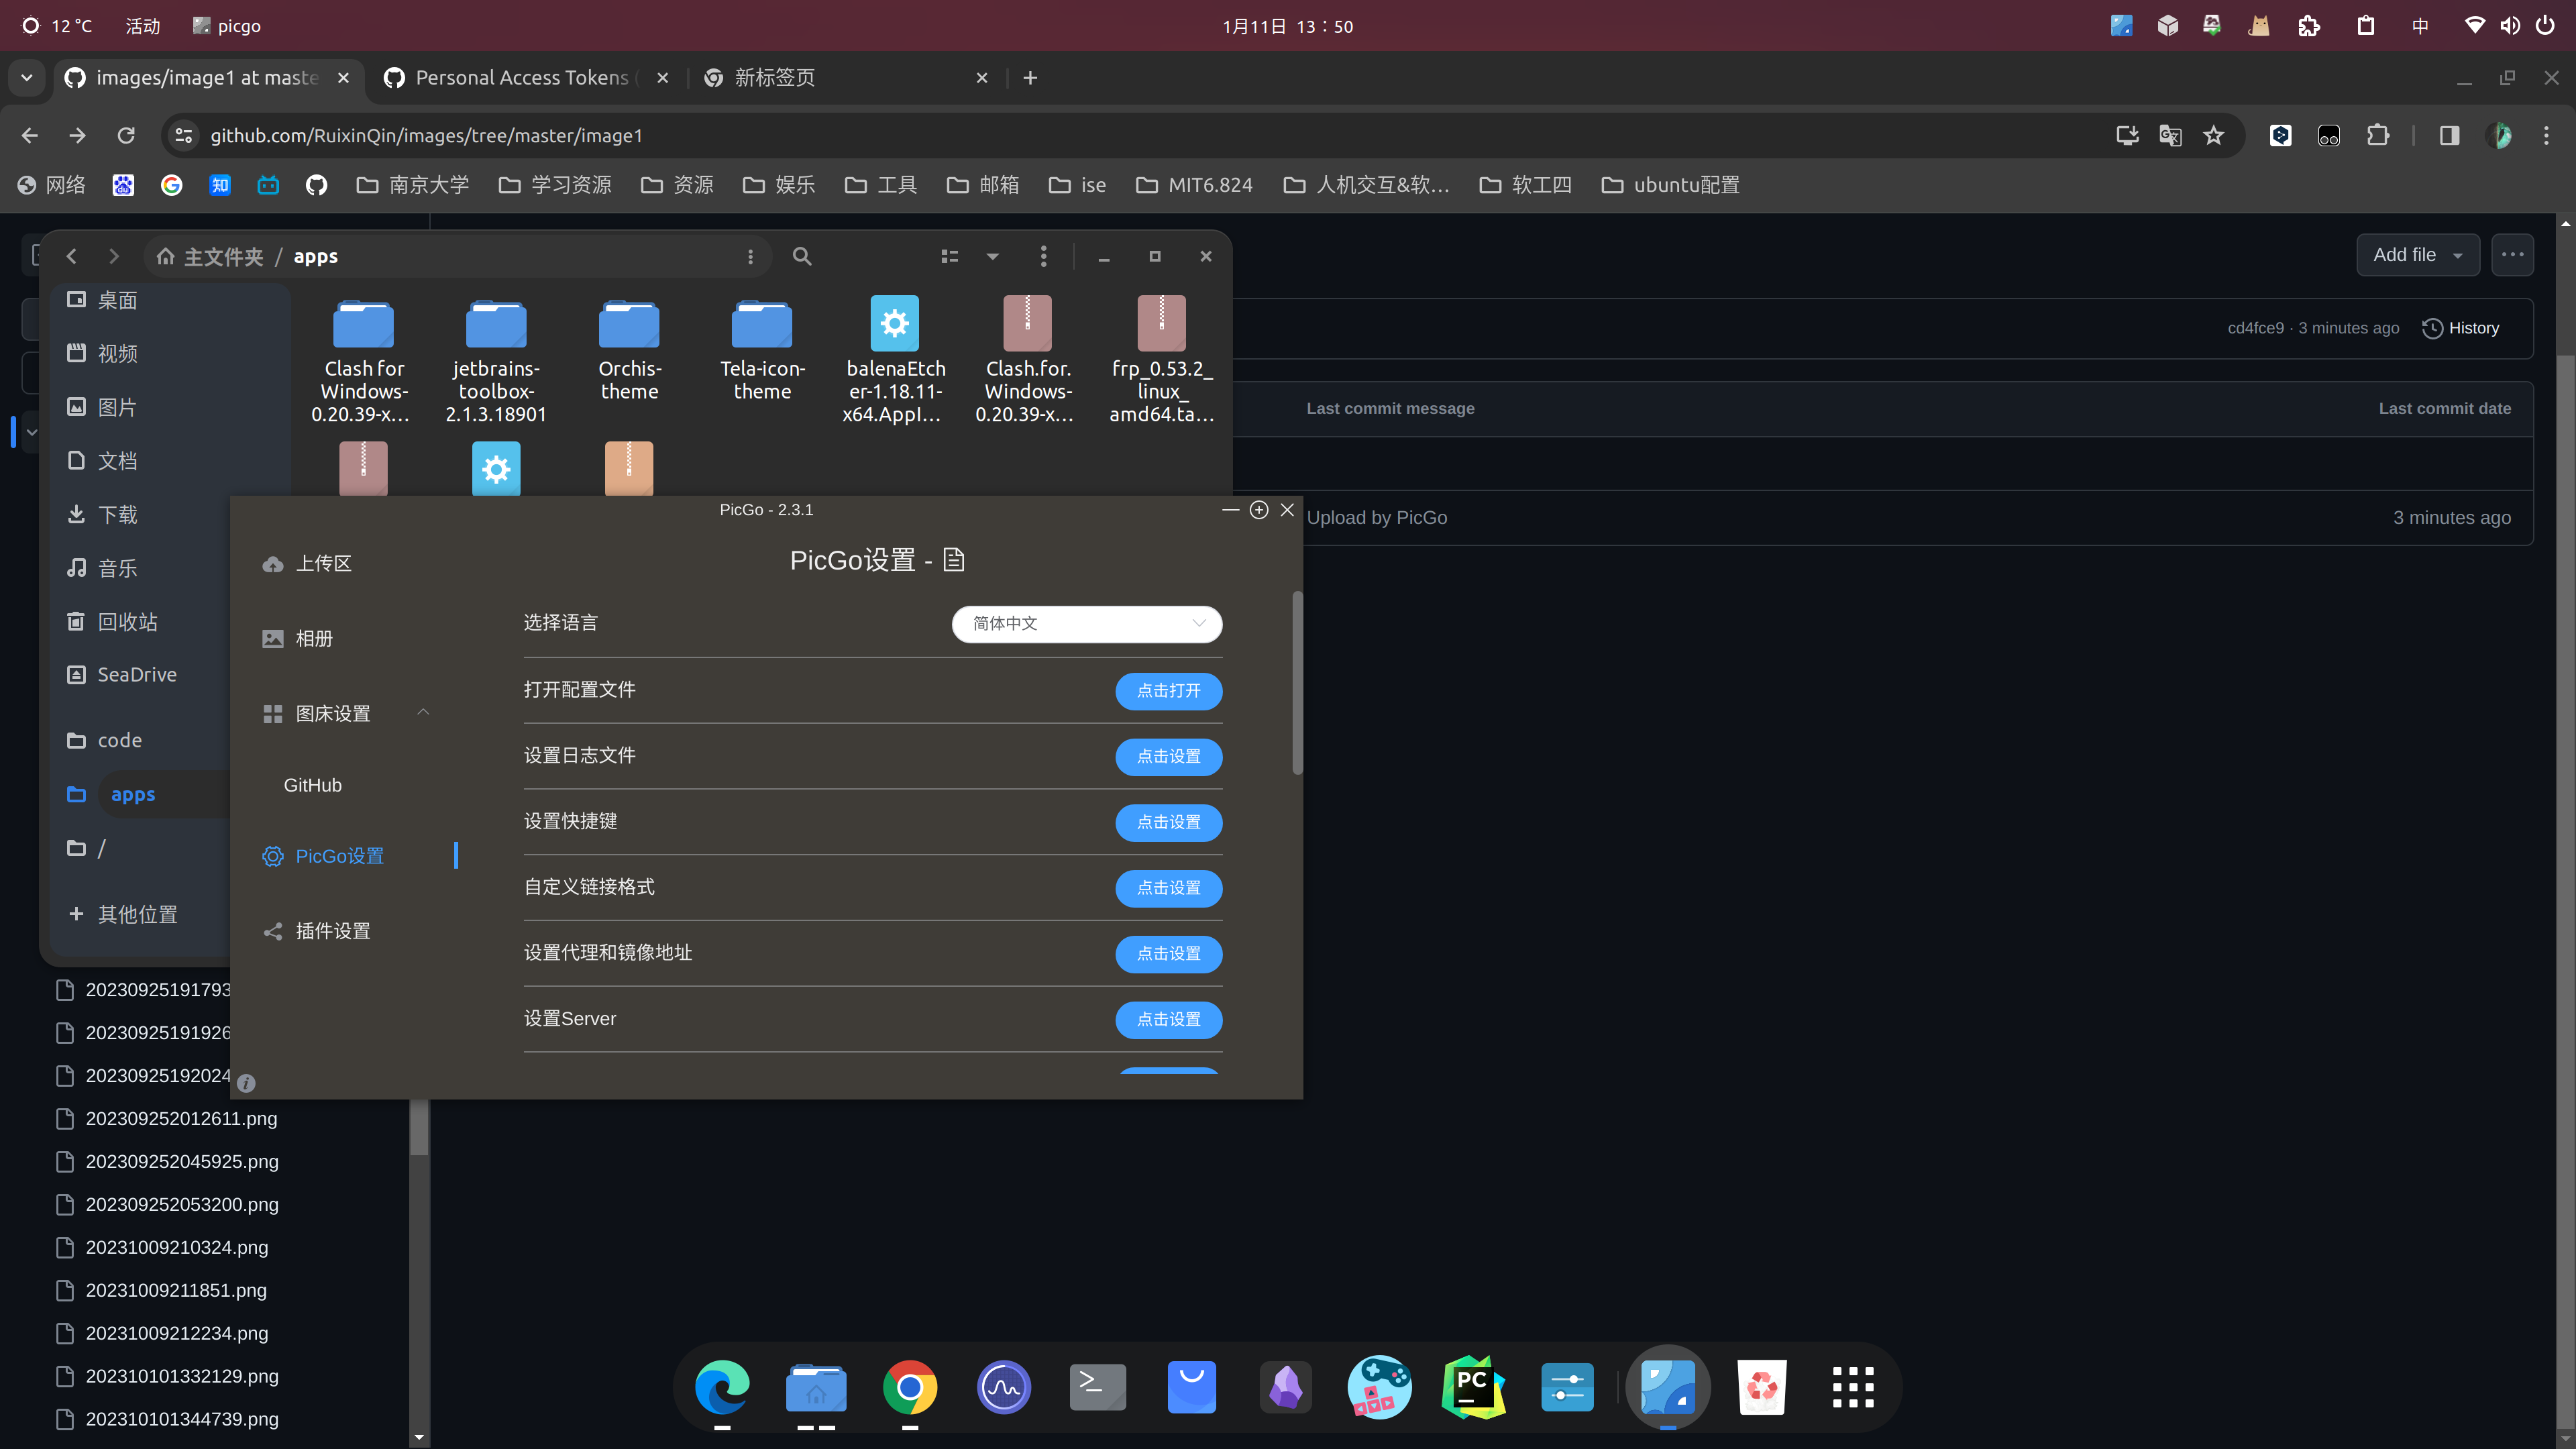 12 °C 活动 picgo 1月11日 13：50 中
images/image1 at maste Personal Access Tokens ( 新标签页
github.com/RuixinQin/images/tree/master/image1
网络 南京大学 学习资源 资源 娱乐 工具 邮箱 ise MIT6.824 人机交互&软... 软工四 ubuntu配置
主文件夹 / apps
Add file
桌面
视频
图片
文档
下载
音乐
回收站
SeaDrive
code
apps
/
其他位置
Clash for
Windows-
0.20.39-x...
jetbrains-
toolbox-
2.1.3.18901
Orchis-
theme
Tela-icon-
theme
balenaEtch
er-1.18.11-
x64.AppI...
Clash.for.
Windows-
0.20.39-x...
frp_0.53.2_
linux_
amd64.ta...
cd4fce9 · 3 minutes ago History
Last commit message Last commit date
Upload by PicGo 3 minutes ago
PicGo - 2.3.1
上传区
相册
图床设置
GitHub
PicGo设置
插件设置
PicGo设置 -
选择语言 简体中文
打开配置文件 点击打开
设置日志文件 点击设置
设置快捷键 点击设置
自定义链接格式 点击设置
设置代理和镜像地址 点击设置
设置Server 点击设置
20230925191793
20230925191926
20230925192024
202309252012611.png
202309252045925.png
202309252053200.png
20231009210324.png
20231009211851.png
20231009212234.png
202310101332129.png
202310101344739.png
PC